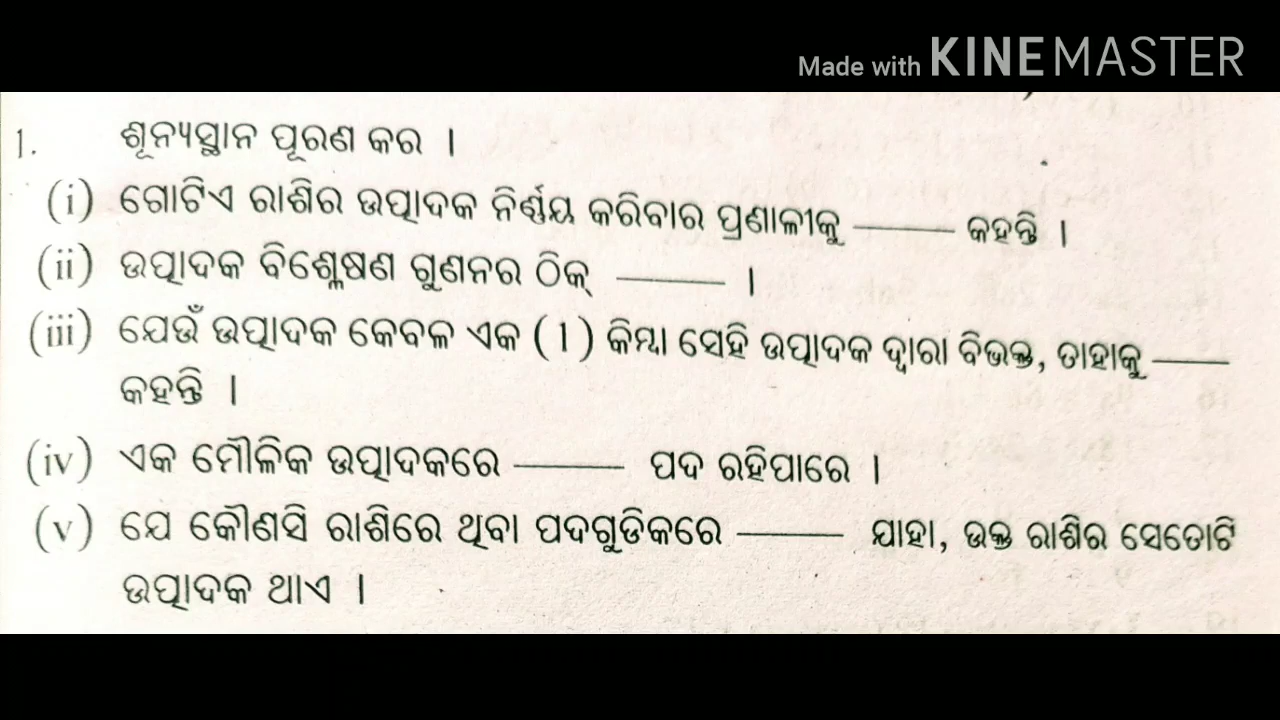 Made with KINEMASTER
1. ଶୂନ୍ୟସ୍ଥାନ ପୂରଣ କର ।
(i) ଗୋଟିଏ ରାଶିର ଉତ୍ପାଦକ ନିର୍ଣ୍ଣୟ କରିବାର ପ୍ରଣାଳୀକୁ ——— କହନ୍ତି ।
(ii) ଉତ୍ପାଦକ ବିଶ୍ଳେଷଣ ଗୁଣନର ଠିକ୍ ——— ।
(iii) ଯେଉଁ ଉତ୍ପାଦକ କେବଳ ଏକ (1) କିମ୍ବା ସେହି ଉତ୍ପାଦକ ଦ୍ୱାରା ବିଭକ୍ତ, ତାହାକୁ ———
କହନ୍ତି ।
(iv) ଏକ ମୌଳିକ ଉତ୍ପାଦକରେ ——— ପଦ ରହିପାରେ ।
(v) ଯେ କୌଣସି ରାଶିରେ ଥିବା ପଦଗୁଡିକରେ ——— ଯାହା, ଉକ୍ତ ରାଶିର ସେତୋଟି
ଉତ୍ପାଦକ ଥାଏ ।